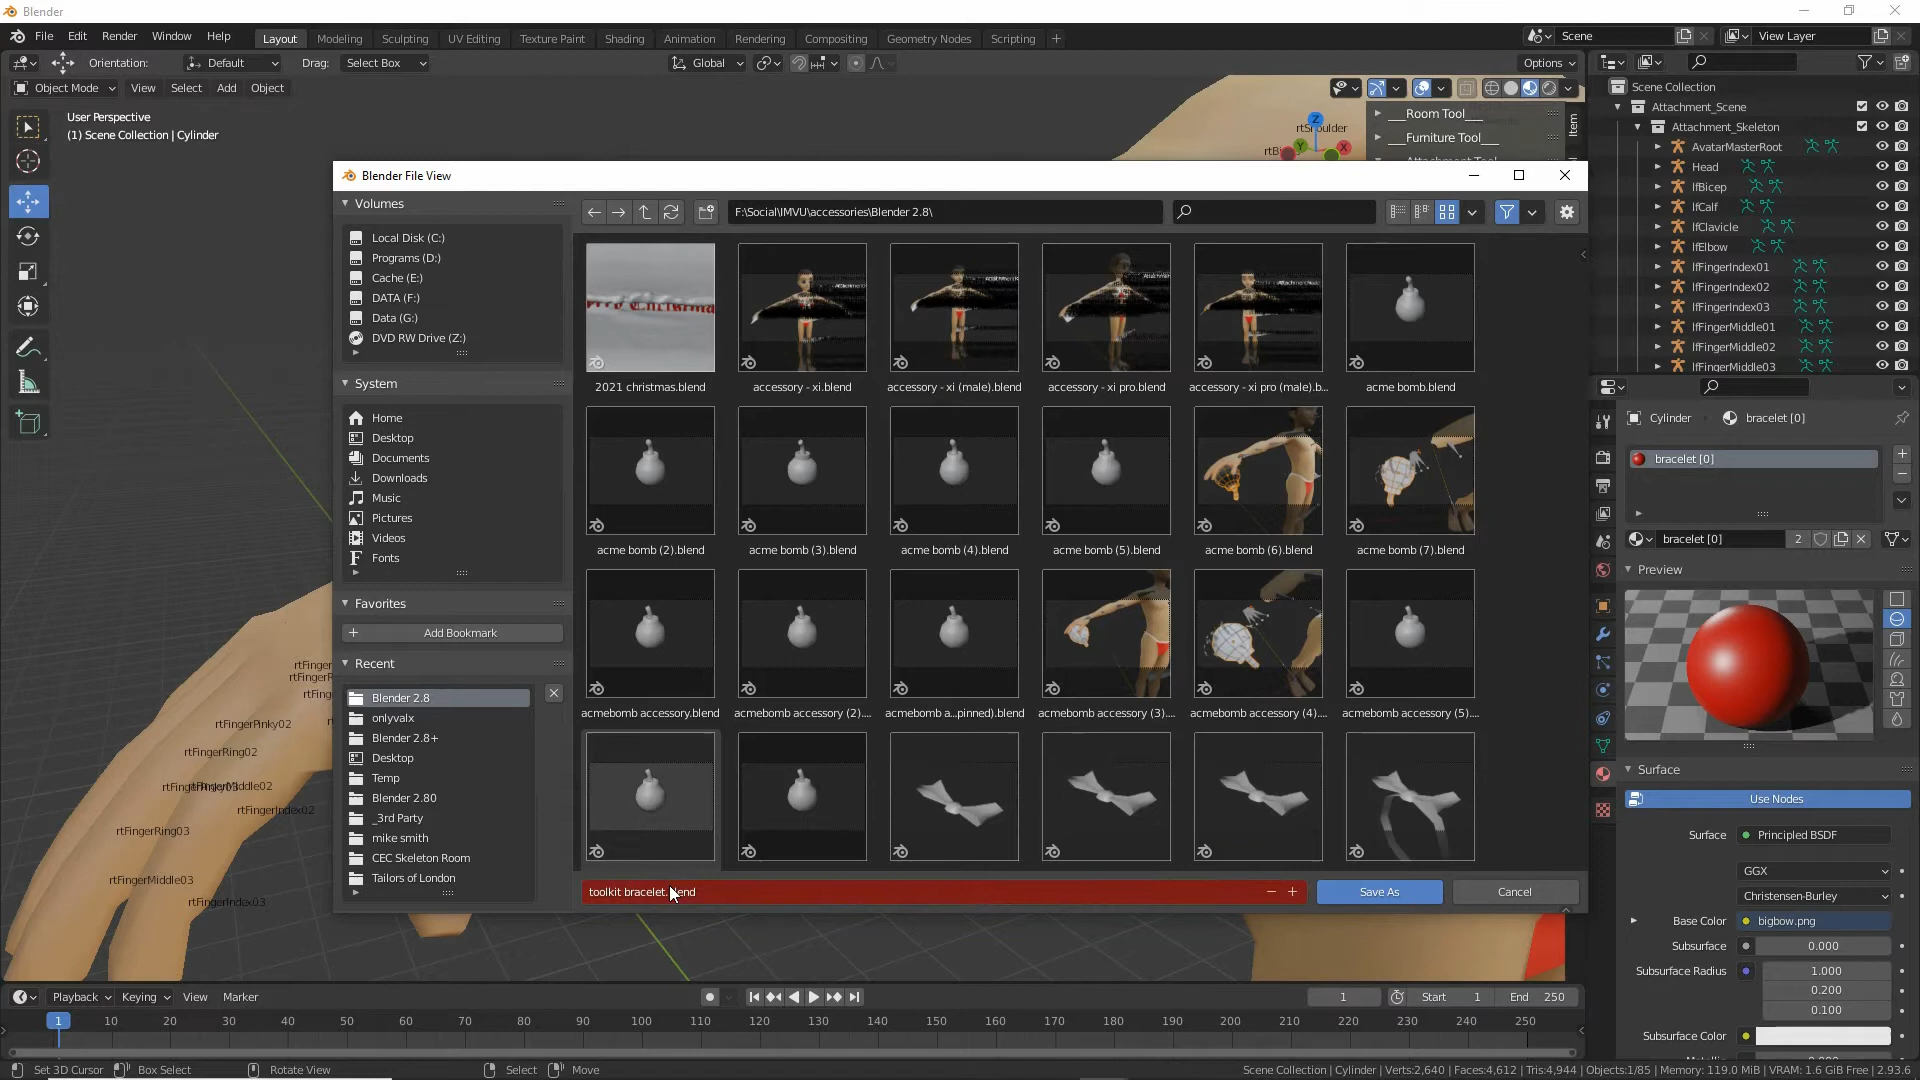 Blender
File Edit Render Window Help
Layout Modeling Sculpting UV Editing Texture Paint Shading Animation Rendering Compositing Geometry Nodes Scripting +
Scene
View Layer
Orientation: Default Drag: Select Box
Global
Options
Object Mode View Select Add Object
User Perspective
(1) Scene Collection | Cylinder
Room Tool
Furniture Tool
Item
Z
Y
X
Scene Collection
Attachment_Scene
Attachment_Skeleton
AvatarMasterRoot
Head
lfBicep
lfCalf
lfClavicle
lfElbow
lfFingerIndex01
lfFingerIndex02
lfFingerIndex03
lfFingerMiddle01
lfFingerMiddle02
lfFingerMiddle03
Blender File View
Volumes
Local Disk (C:)
Programs (D:)
Cache (E:)
DATA (F:)
Data (G:)
DVD RW Drive (Z:)
System
Home
Desktop
Documents
Downloads
Music
Pictures
Videos
Fonts
Favorites
Add Bookmark
Recent
Blender 2.8
onlyvalx
Blender 2.8+
Desktop
Temp
Blender 2.80
_3rd Party
mike smith
CEC Skeleton Room
Tailors of London
F:\Social\IMVU\accessories\Blender 2.8\
2021 christmas.blend
accessory - xi.blend
accessory - xi (male).blend
accessory - xi pro.blend
accessory - xi pro (male).b...
acme bomb.blend
acme bomb (2).blend
acme bomb (3).blend
acme bomb (4).blend
acme bomb (5).blend
acme bomb (6).blend
acme bomb (7).blend
acmebomb accessory.blend
acmebomb accessory (2)....
acmebomb a...pinned).blend
acmebomb accessory (3)....
acmebomb accessory (4)....
acmebomb accessory (5)....
Save As
Cancel
rtFingerPinky02
rtFingerRing02
rtFingerIndex02
rtFingerRing03
rtFingerMiddle03
rtFingerIndex03
Cylinder
bracelet [0]
bracelet [0]
bracelet [0] 2
Preview
Surface
Use Nodes
Surface Principled BSDF
GGX
Christensen-Burley
Base Color bigbow.png
Subsurface 0.000
Subsurface Radius 1.000
0.200
0.100
Subsurface Color
Playback Keying View Marker
1
Start 1
End 250
1 10 20 30 40 50 60 70 80 90 100 110 120 130 140 150 160 170 180 190 200 210 220 230 240 250
Set 3D Cursor
Box Select
Rotate View
Select
Move
Scene Collection | Cylinder | Verts:2,640 | Faces:4,612 | Tris:4,944 | Objects:1/85 | Memory: 119.0 MiB | VRAM: 1.6 GiB Free | 2.93.6